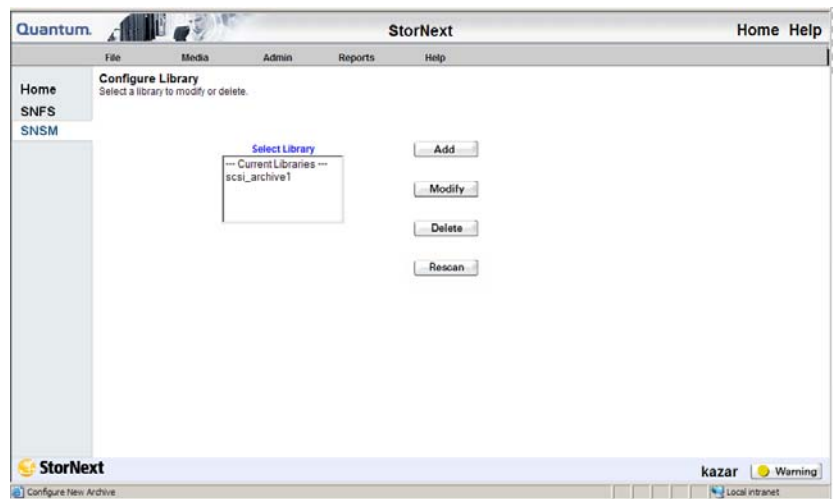 Quantum. StorNext Home Help
File Media Admin Reports Help
Configure Library
Select a library to modify or delete.
Home
SNFS
SNSM
Select Library
--- Current Libraries ---
scsi_archive1
Add
Modify
Delete
Rescan
StorNext
kazar Warning
Configure New Archive Local intranet